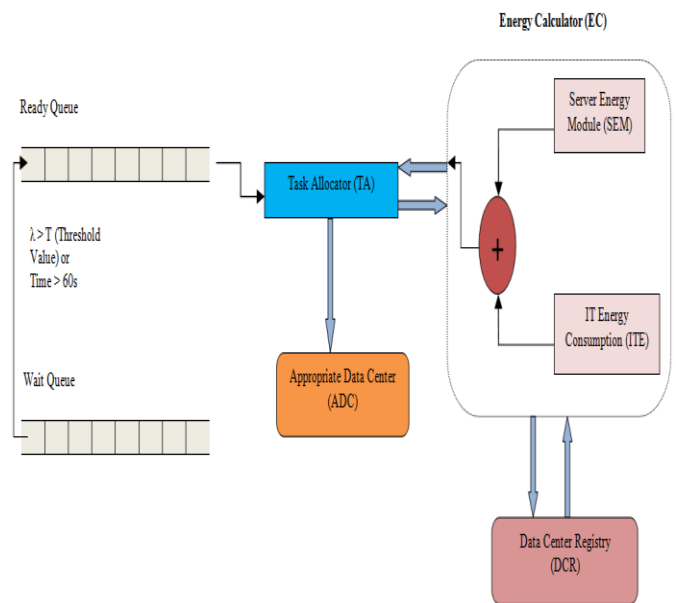 Energy Calculator (EC)
Ready Queue
Server Energy
Module (SEM)
Task Allocator (TA)
λ > T (Threshold
Value) or
Time > 60s
+
IT Energy
Consumption (ITE)
Wait Queue
Appropriate Data Center
(ADC)
Data Center Registry
(DCR)